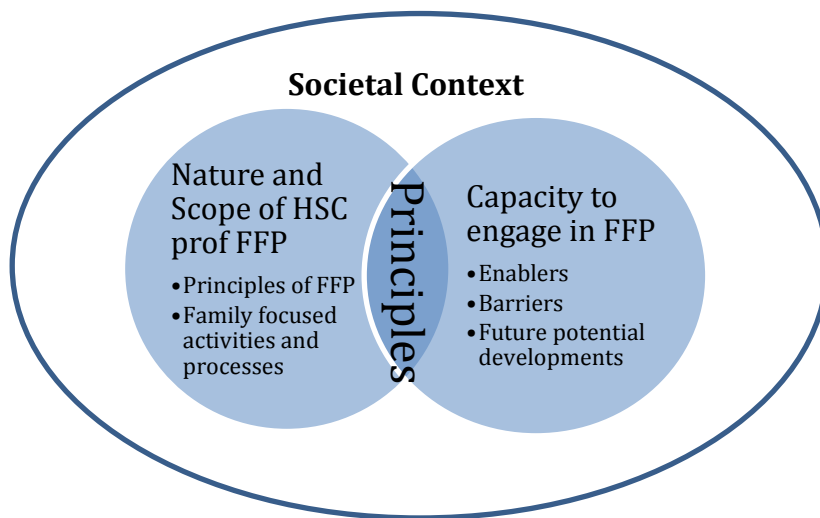 Societal Context
Nature and
Scope of HSC
prof FFP
•Principles of FFP
•Family focused
activities and
processes
Principles
Capacity to
engage in FFP
•Enablers
•Barriers
•Future potential
developments